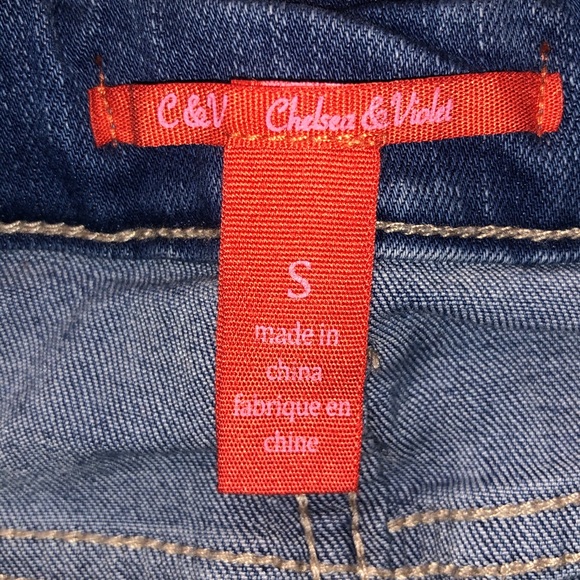 C & V Chelsea & Violet
S
made in
china
fabrique en
chine